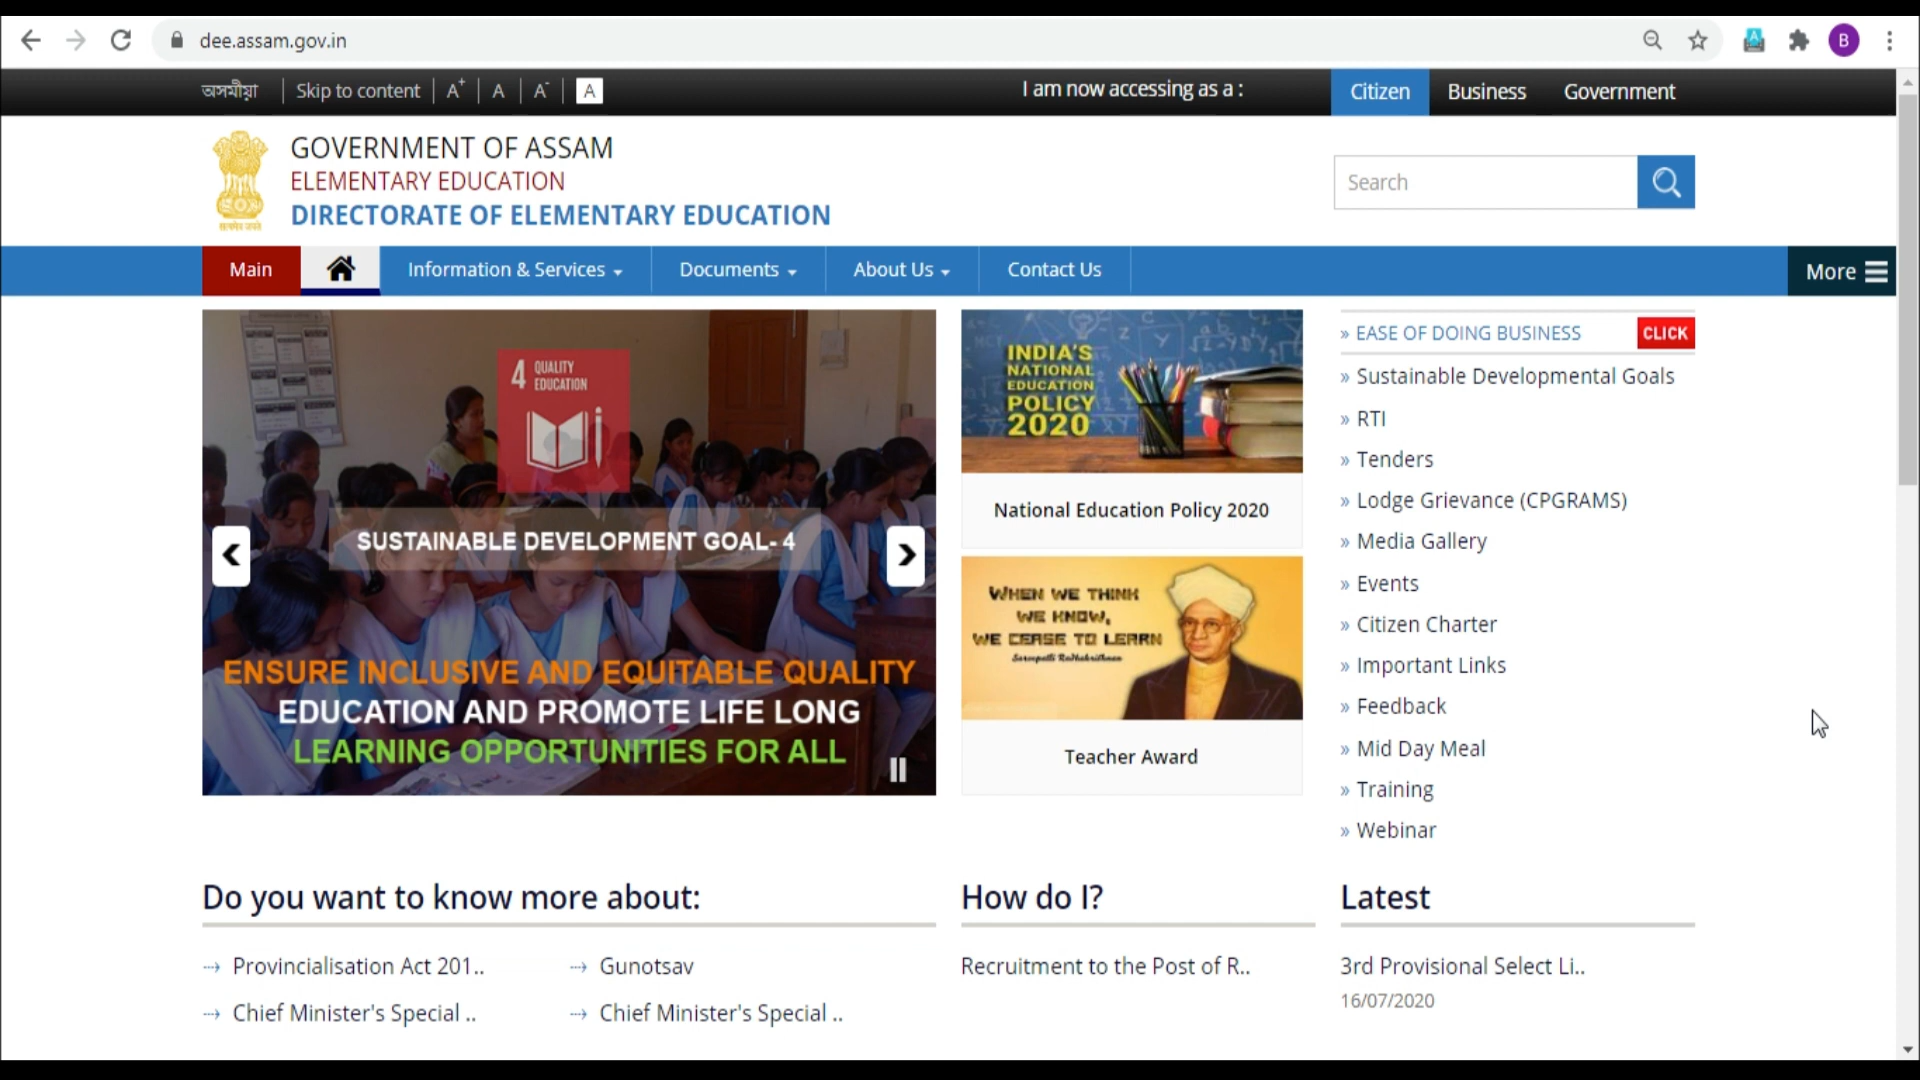 dee.assam.gov.in
B
অসমীয়া
Skip to content
A+
A
A-
A
I am now accessing as a :
Citizen
Business
Government
GOVERNMENT OF ASSAM
ELEMENTARY EDUCATION
DIRECTORATE OF ELEMENTARY EDUCATION
सत्यमेव जयते
Search
Main
Information & Services
Documents
About Us
Contact Us
More
4 QUALITY
EDUCATION
SUSTAINABLE DEVELOPMENT GOAL- 4
ENSURE INCLUSIVE AND EQUITABLE QUALITY
EDUCATION AND PROMOTE LIFE LONG
LEARNING OPPORTUNITIES FOR ALL
INDIA'S
NATIONAL
EDUCATION
POLICY
2020
National Education Policy 2020
WHEN WE THINK
WE KNOW,
WE CEASE TO LEARN
Sarvepalli Radhakrishnan
Teacher Award
» EASE OF DOING BUSINESS
CLICK
» Sustainable Developmental Goals
» RTI
» Tenders
» Lodge Grievance (CPGRAMS)
» Media Gallery
» Events
» Citizen Charter
» Important Links
» Feedback
» Mid Day Meal
» Training
» Webinar
Do you want to know more about:
Provincialisation Act 201..
Gunotsav
Chief Minister's Special ..
Chief Minister's Special ..
How do I?
Recruitment to the Post of R..
Latest
3rd Provisional Select Li..
16/07/2020